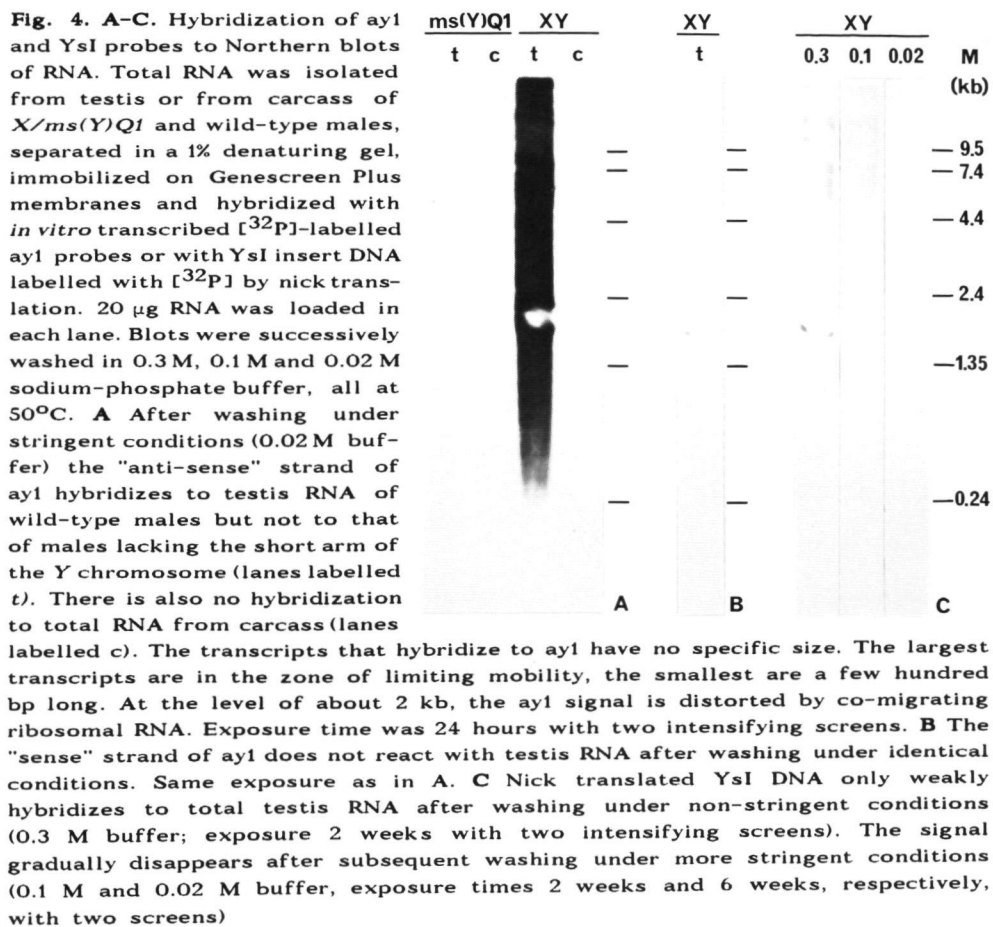 Fig. 4. A-C. Hybridization of ay1
and YsI probes to Northern blots
of RNA. Total RNA was isolated
from testis or from carcass of
X/ms(Y)Q1 and wild-type males,
separated in a 1% denaturing gel,
immobilized on Genescreen Plus
membranes and hybridized with
in vitro transcribed [32P]-labelled
ay1 probes or with YsI insert DNA
labelled with [32P] by nick trans-
lation. 20 µg RNA was loaded in
each lane. Blots were successively
washed in 0.3 M, 0.1 M and 0.02 M
sodium-phosphate buffer, all at
50°C. A After washing under
stringent conditions (0.02 M buf-
fer) the "anti-sense" strand of
ay1 hybridizes to testis RNA of
wild-type males but not to that
of males lacking the short arm of
the Y chromosome (lanes labelled
t). There is also no hybridization
to total RNA from carcass (lanes
labelled c). The transcripts that hybridize to ay1 have no specific size. The largest
transcripts are in the zone of limiting mobility, the smallest are a few hundred
bp long. At the level of about 2 kb, the ay1 signal is distorted by co-migrating
ribosomal RNA. Exposure time was 24 hours with two intensifying screens. B The
"sense" strand of ay1 does not react with testis RNA after washing under identical
conditions. Same exposure as in A. C Nick translated YsI DNA only weakly
hybridizes to total testis RNA after washing under non-stringent conditions
(0.3 M buffer; exposure 2 weeks with two intensifying screens). The signal
gradually disappears after subsequent washing under more stringent conditions
(0.1 M and 0.02 M buffer, exposure times 2 weeks and 6 weeks, respectively,
with two screens)
ms(Y)Q1 XY XY XY
t c t c t 0.3 0.1 0.02 M
(kb)
9.5
7.4
4.4
2.4
1.35
0.24
A B C